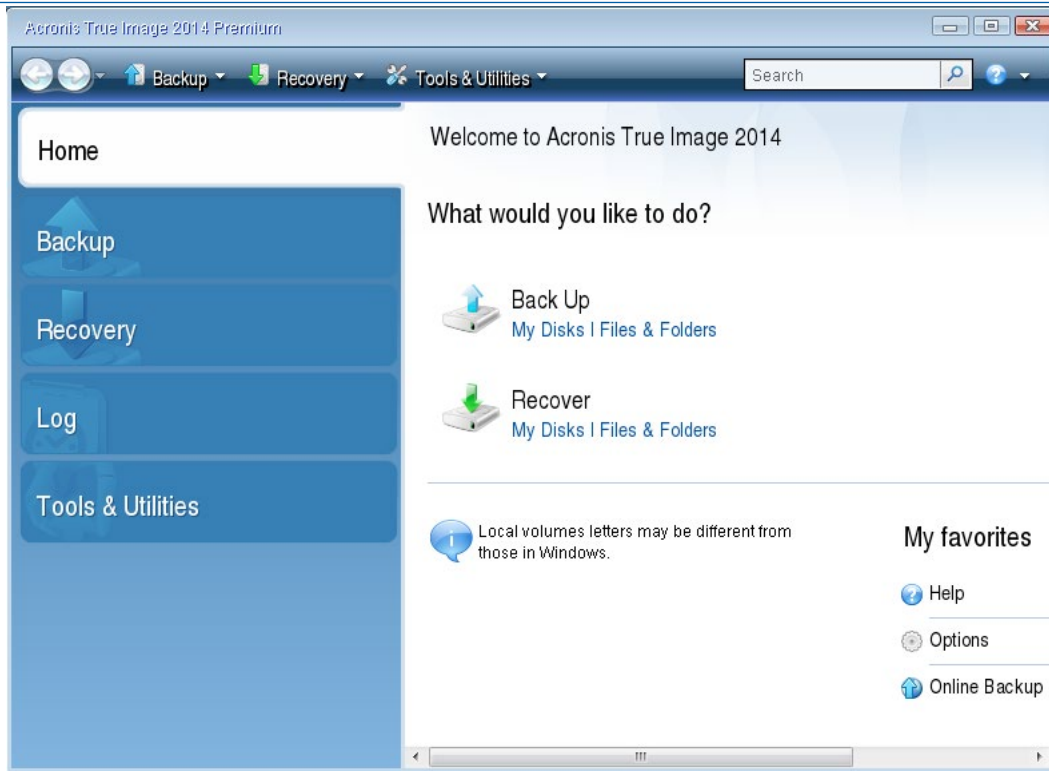 Acronis True Image 2014 Premium
Backup Recovery Tools & Utilities Search
Home
Backup
Recovery
Log
Tools & Utilities
Welcome to Acronis True Image 2014
What would you like to do?
Back Up
My Disks | Files & Folders
Recover
My Disks | Files & Folders
Local volumes letters may be different from
those in Windows.
My favorites
Help
Options
Online Backup